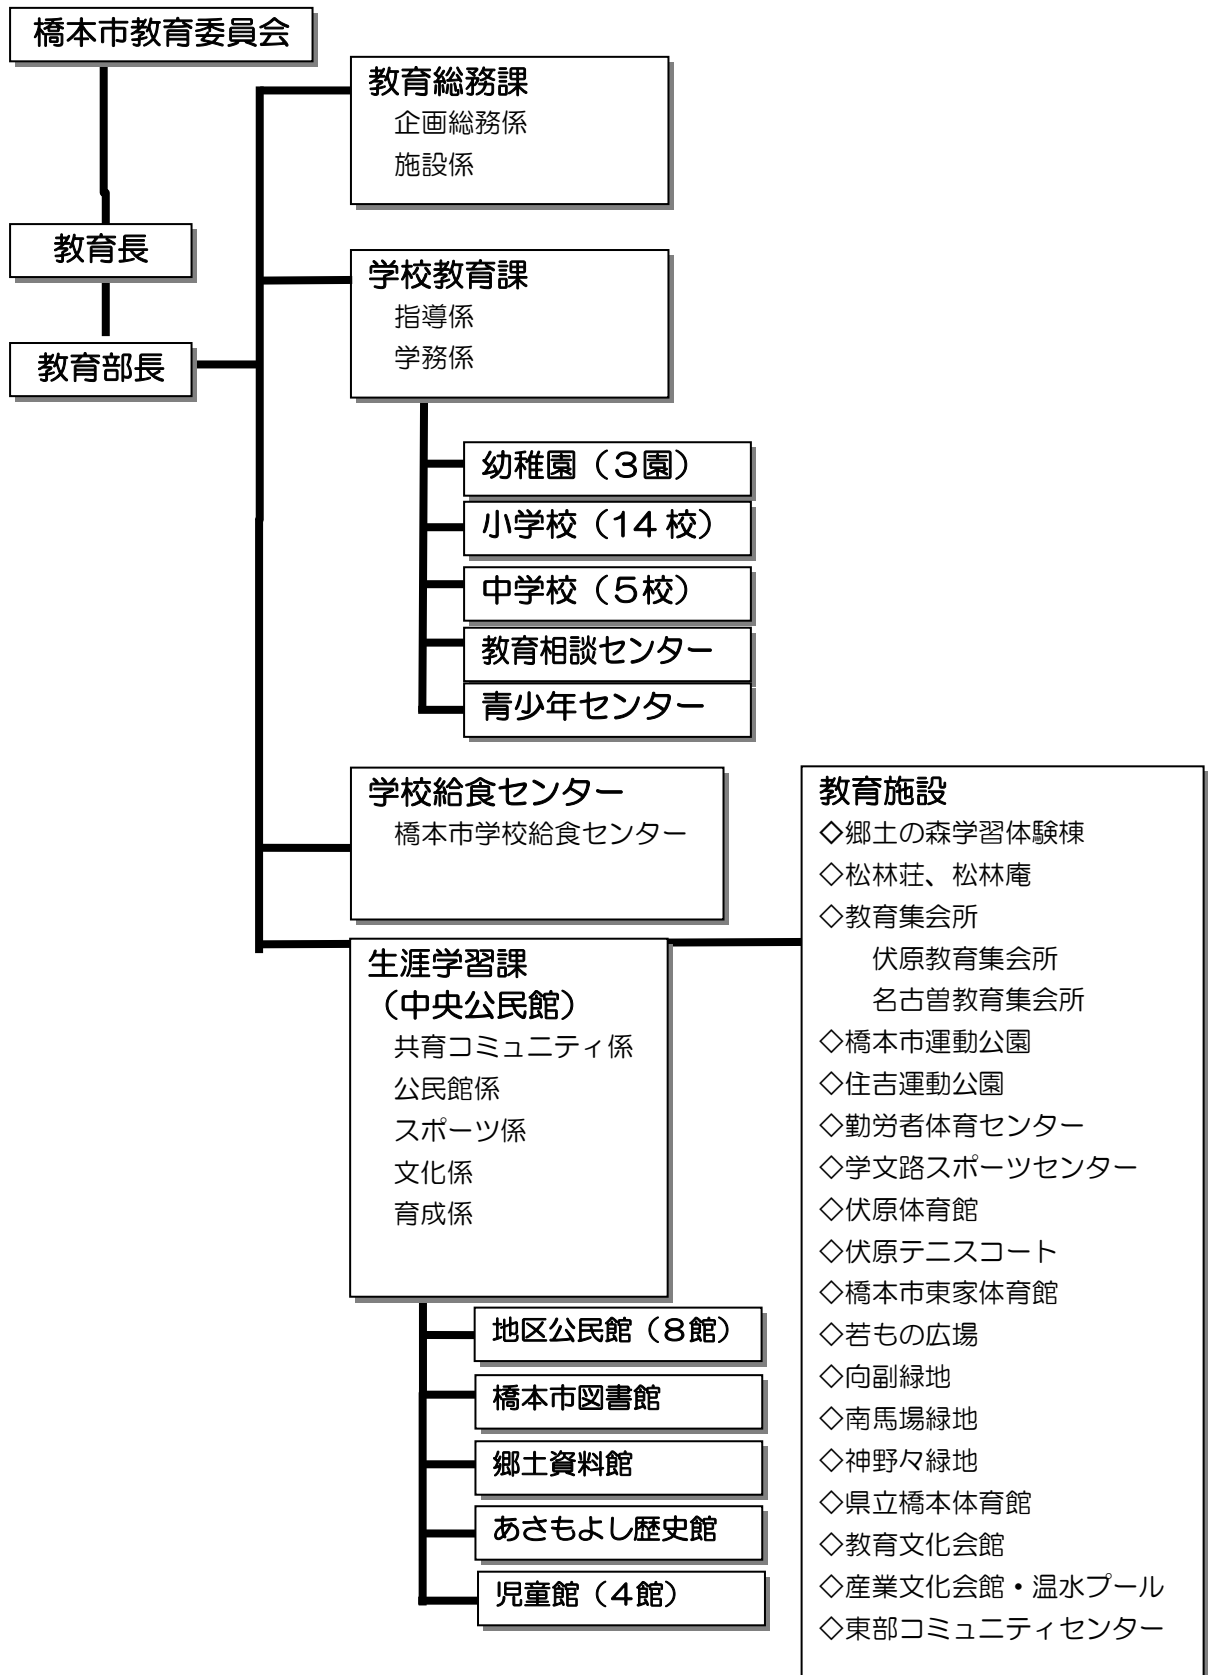 橋本市教育委員会
教育長
教育部長
教育総務課
企画総務係
施設係
学校教育課
指導係
学務係
幼稚園（３園）
小学校（14 校）
中学校（５校）
教育相談センター
青少年センター
学校給食センター
橋本市学校給食センター
生涯学習課
（中央公民館）
共育コミュニティ係
公民館係
スポーツ係
文化係
育成係
地区公民館（８館）
橋本市図書館
郷土資料館
あさもよし歴史館
児童館（４館）
教育施設
◇郷土の森学習体験棟
◇松林荘、松林庵
◇教育集会所
伏原教育集会所
名古曽教育集会所
◇橋本市運動公園
◇住吉運動公園
◇勤労者体育センター
◇学文路スポーツセンター
◇伏原体育館
◇伏原テニスコート
◇橋本市東家体育館
◇若もの広場
◇向副緑地
◇南馬場緑地
◇神野々緑地
◇県立橋本体育館
◇教育文化会館
◇産業文化会館・温水プール
◇東部コミュニティセンター